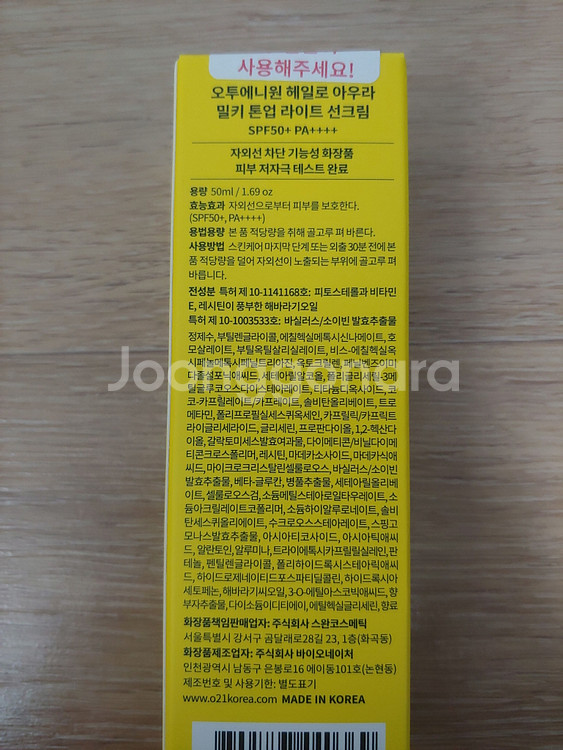 사용해주세요!
오투에니원 헤일로 아우라
밀키 톤업 라이트 선크림
SPF50+ PA++++
자외선 차단 기능성 화장품
피부 저자극 테스트 완료
용량 50ml / 1.69 oz
효능효과 자외선으로부터 피부를 보호한다.
(SPF50+, PA++++)
용법용량 본 품 적당량을 취해 골고루 펴 바른다.
사용방법 스킨케어 마지막 단계 또는 외출 30분 전에 본
품 적당량을 덜어 자외선이 노출되는 부위에 골고루 펴
바릅니다.
전성분 특허 제 10-1141168호: 피토스테롤과 비타민
E, 레시틴이 풍부한 해바라기오일
특허 제 10-1003533호: 바실러스/소이빈 발효추출물
정제수, 부틸렌글라이콜, 에칠헥실메톡시신나메이트, 호
모살레이트, 부틸옥틸살리실레이트, 비스-에칠헥실옥
시페놀메톡시페닐트리아진, 옥토크릴렌, 페닐벤즈이미
다졸설포닉애씨드, 세테아릴알코올, 폴리글리세릴-3메
틸글루코오스디스테아레이트, 티타늄디옥사이드, 코
코-카프릴레이트/카프레이트, 솔비탄올리베이트, 트로
메타민, 폴리프로필실세스퀴옥세인, 카프릴릭/카프릭트
라이글리세라이드, 글리세린, 프로판다이올, 1,2-헥산다
이올, 갈락토미세스발효여과물, 다이메티콘/비닐다이메
티콘크로스폴리머, 레시틴, 마데카소사이드, 마데카식애
씨드, 마이크로크리스탈린셀룰로오스, 바실러스/소이빈
발효추출물, 베타-글루칸, 병풀추출물, 세테아릴올리베
이트, 셀룰로오스검, 소듐메틸스테아로일타우레이트, 소
듐아크릴레이트코폴리머, 소듐하이알루로네이트, 솔비
탄세스퀴올리에이트, 수크로오스스테아레이트, 스핑고
모나스발효추출물, 아시아티코사이드, 아시아틱애씨
드, 알란토인, 알루미나, 트라이에톡시카프릴릴실레인, 판
테놀, 펜틸렌글라이콜, 폴리하이드록시스테아릭애씨
드, 하이드로제네이티드포스파티딜콜린, 하이드록시아
세토페논, 해바라기씨오일, 3-O-에틸아스코빅애씨드, 향
부자추출물, 다이소듐이디티에이, 에틸헥실글리세린, 향료
화장품책임판매업자: 주식회사 스완코스메틱
서울특별시 강서구 곰달래로28길 23, 1층(화곡동)
화장품제조업자: 주식회사 바이오네이처
인천광역시 남동구 은봉로16 에이동101호(논현동)
제조번호 및 사용기한: 별도표기
www.o21korea.com MADE IN KOREA
Joonggonara